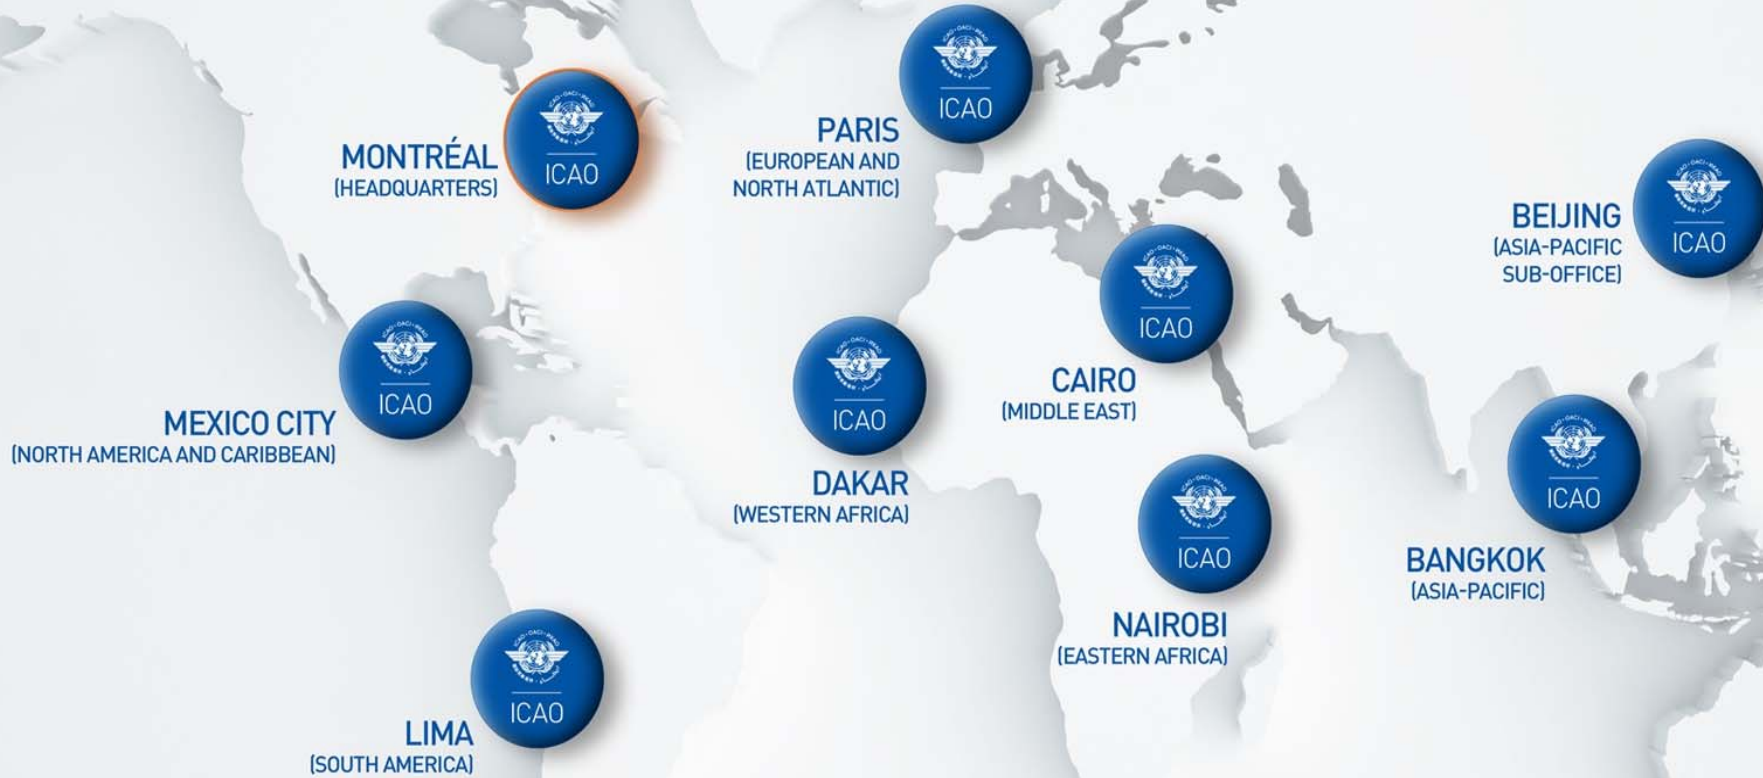 ICAO
MONTRÉAL
(HEADQUARTERS)
ICAO
PARIS
(EUROPEAN AND
NORTH ATLANTIC)
ICAO
BEIJING
(ASIA-PACIFIC
SUB-OFFICE)
ICAO
MEXICO CITY
(NORTH AMERICA AND CARIBBEAN)
ICAO
DAKAR
(WESTERN AFRICA)
ICAO
CAIRO
(MIDDLE EAST)
ICAO
NAIROBI
(EASTERN AFRICA)
ICAO
BANGKOK
(ASIA-PACIFIC)
ICAO
LIMA
(SOUTH AMERICA)